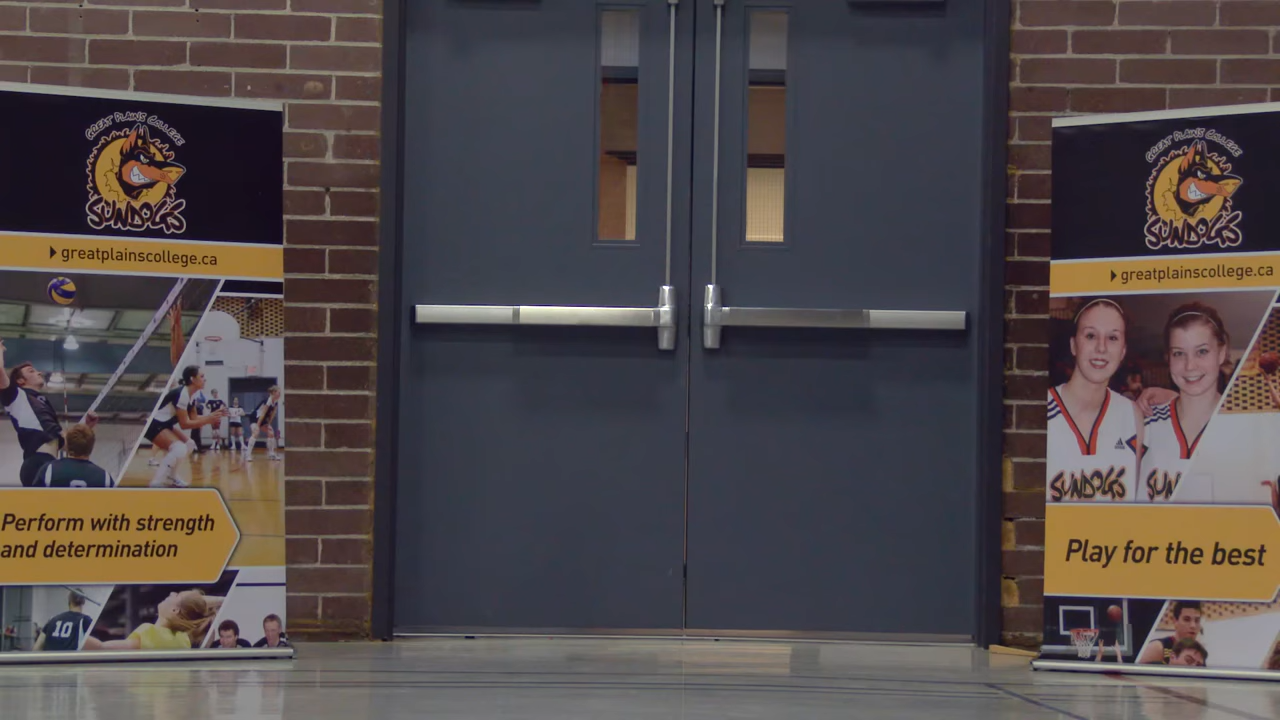 GREAT PLAINS COLLEGE
SUNDOGS
greatplainscollege.ca
Perform with strength
and determination
10
GREAT PLAINS COLLEGE
SUNDOGS
greatplainscollege.ca
SUNDOGS
SUN
Play for the best